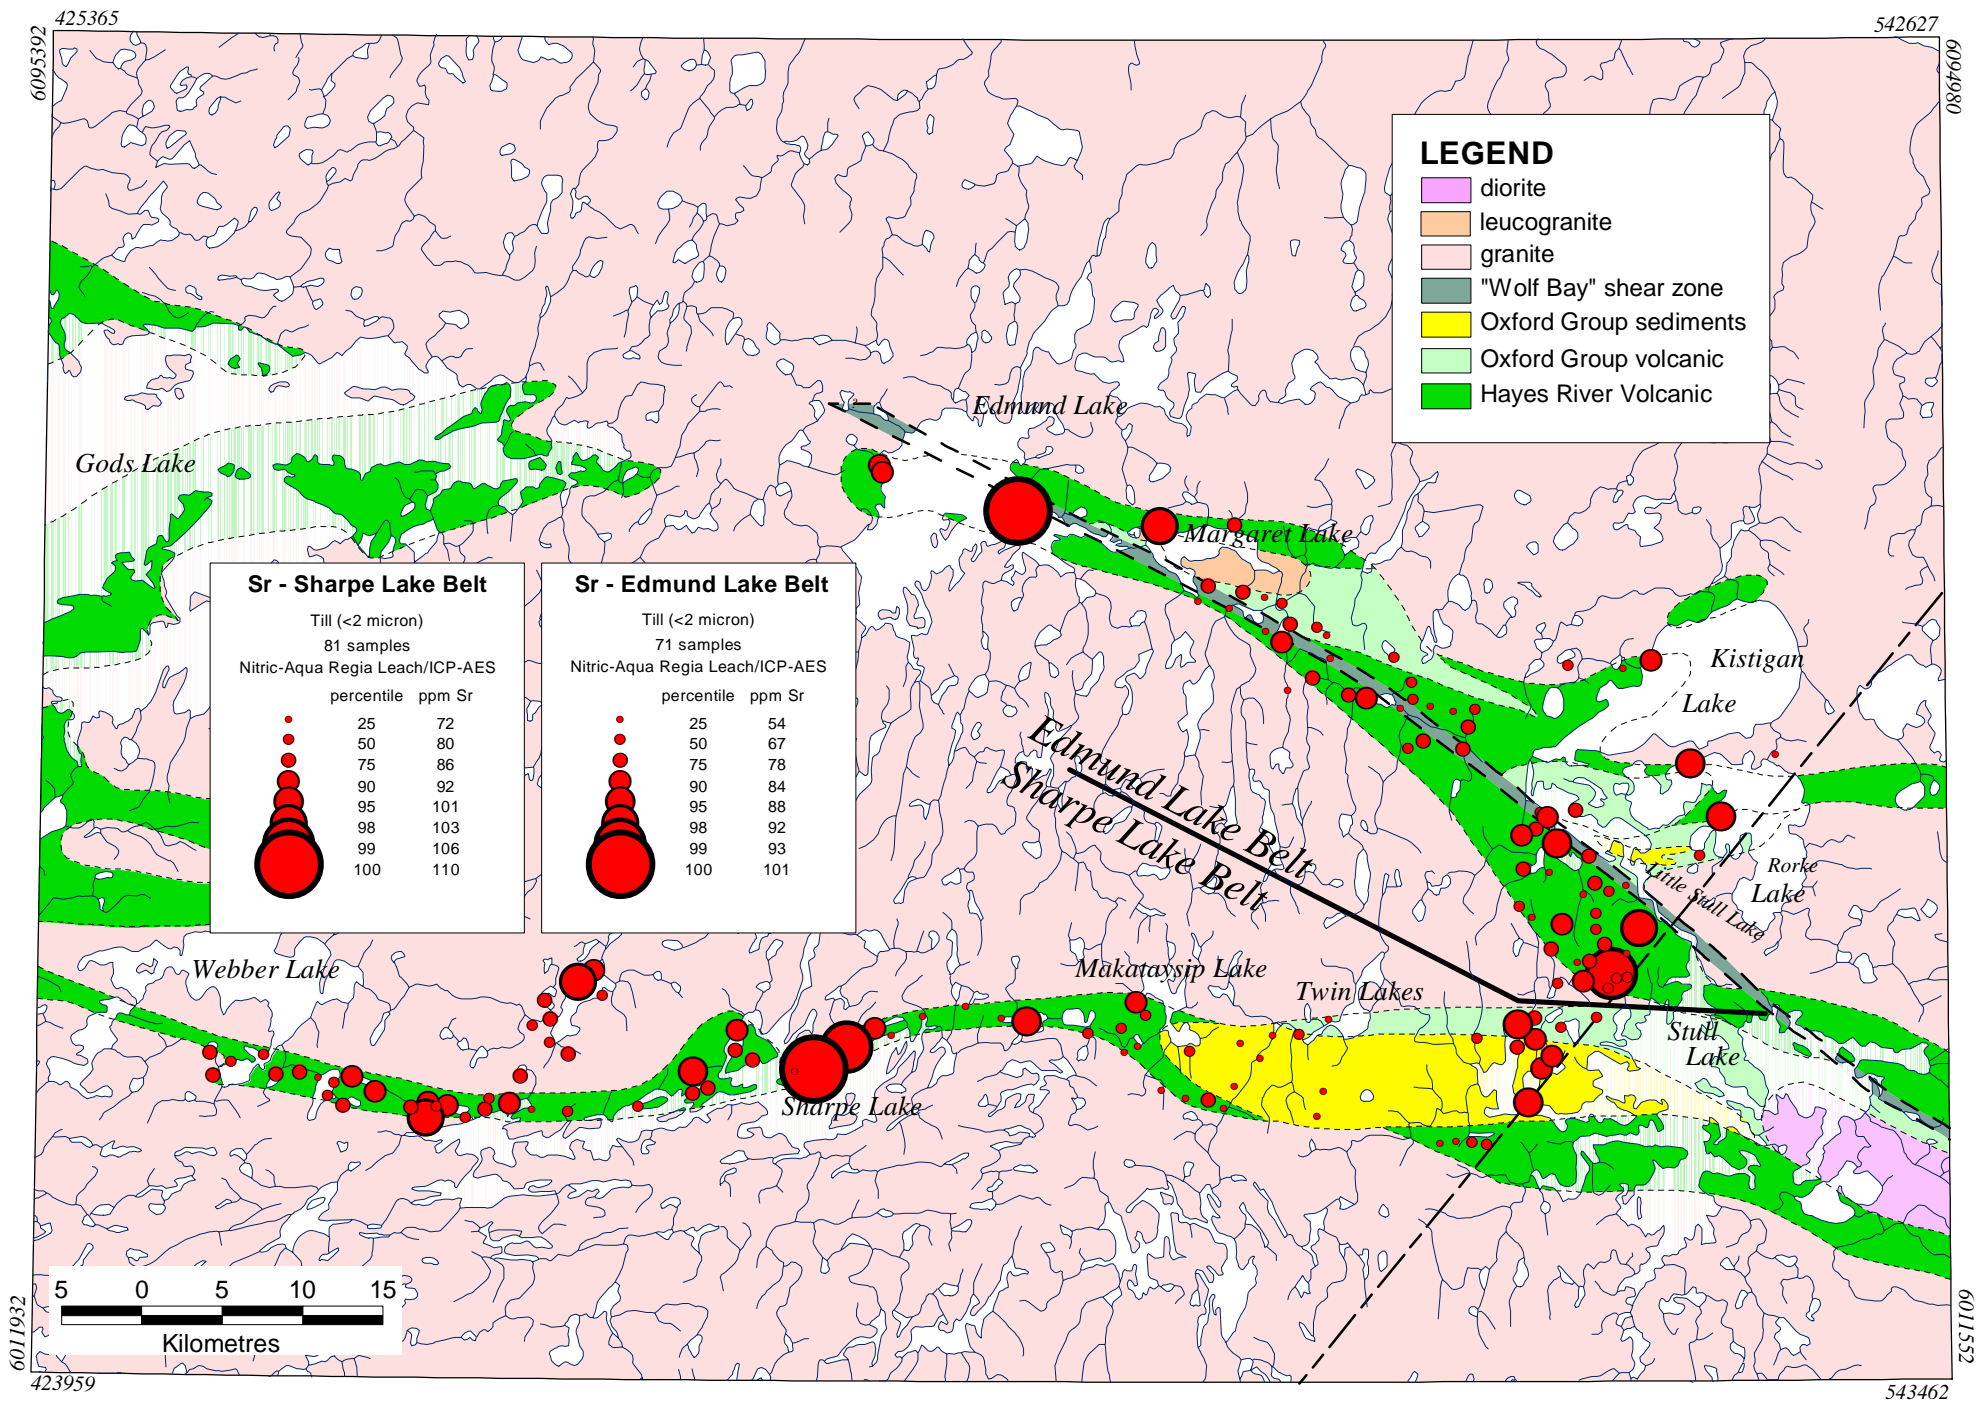 425365
542627
6095392
6094980
LEGEND
diorite
leucogranite
granite
"Wolf Bay" shear zone
Oxford Group sediments
Oxford Group volcanic
Hayes River Volcanic
Edmund Lake
Gods Lake
Margaret Lake
Kistigan
Lake
Sr - Sharpe Lake Belt
Till (<2 micron)
81 samples
Nitric-Aqua Regia Leach/ICP-AES
percentile ppm Sr
25 72
50 80
75 86
90 92
95 101
98 103
99 106
100 110
Sr - Edmund Lake Belt
Till (<2 micron)
71 samples
Nitric-Aqua Regia Leach/ICP-AES
percentile ppm Sr
25 54
50 67
75 78
90 84
95 88
98 92
99 93
100 101
Edmund Lake Belt
Sharpe Lake Belt
Rorke
Lake
Little Stull Lake
Webber Lake
Makataysip Lake
Twin Lakes
Stull
Lake
Sharpe Lake
5 0 5 10 15
Kilometres
6011932
6011552
423959
543462